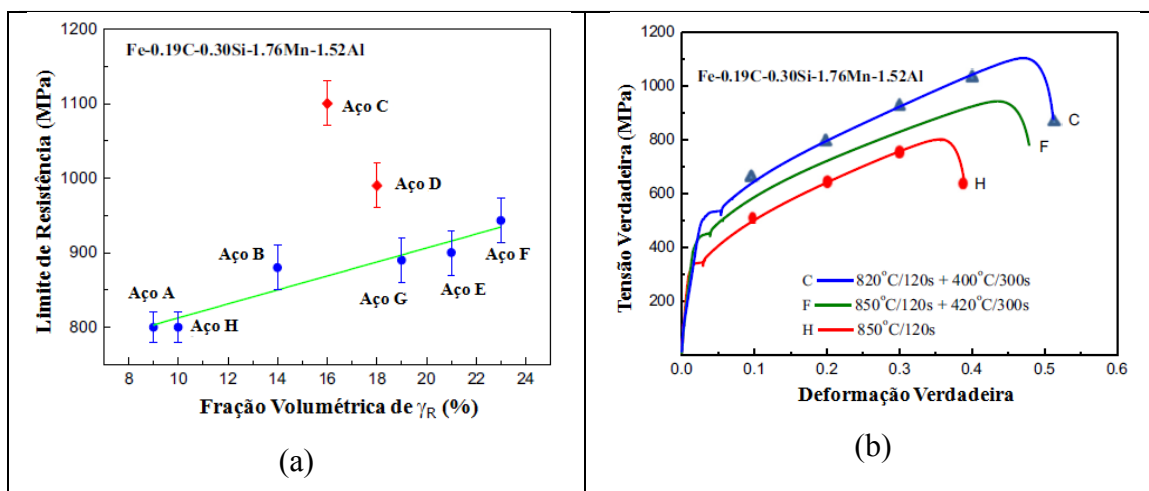 Fe-0.19C-0.30Si-1.76Mn-1.52Al
Limite de Resistência (MPa)
1200
1100
1000
900
800
Aço C
Aço D
Aço B
Aço F
Aço G
Aço E
Aço A
Aço H
8 10 12 14 16 18 20 22 24
Fração Volumétrica de γR (%)
(a)
Fe-0.19C-0.30Si-1.76Mn-1.52Al
Tensão Verdadeira (MPa)
1200
1000
800
600
400
200
C
F
H
C 820°C/120s + 400°C/300s
F 850°C/120s + 420°C/300s
H 850°C/120s
0.0 0.1 0.2 0.3 0.4 0.5 0.6
Deformação Verdadeira
(b)